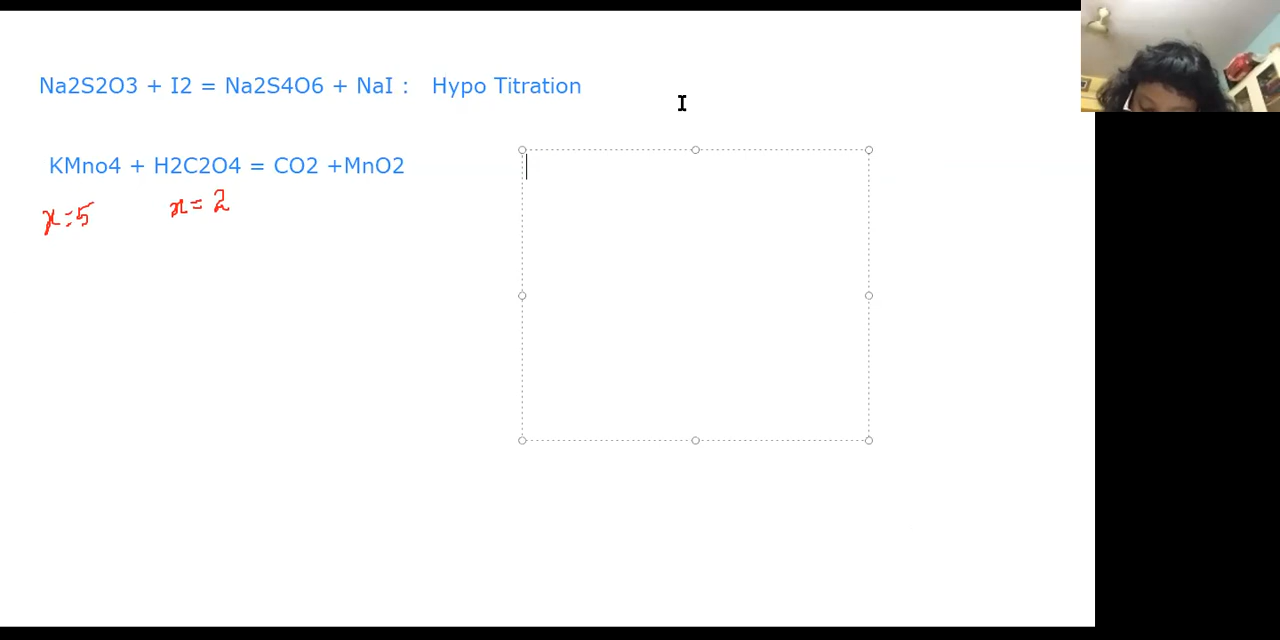 Na2S2O3 + I2 = Na2S4O6 + NaI :   Hypo Titration
KMno4 + H2C2O4 = CO2 +MnO2
x=5 x=2